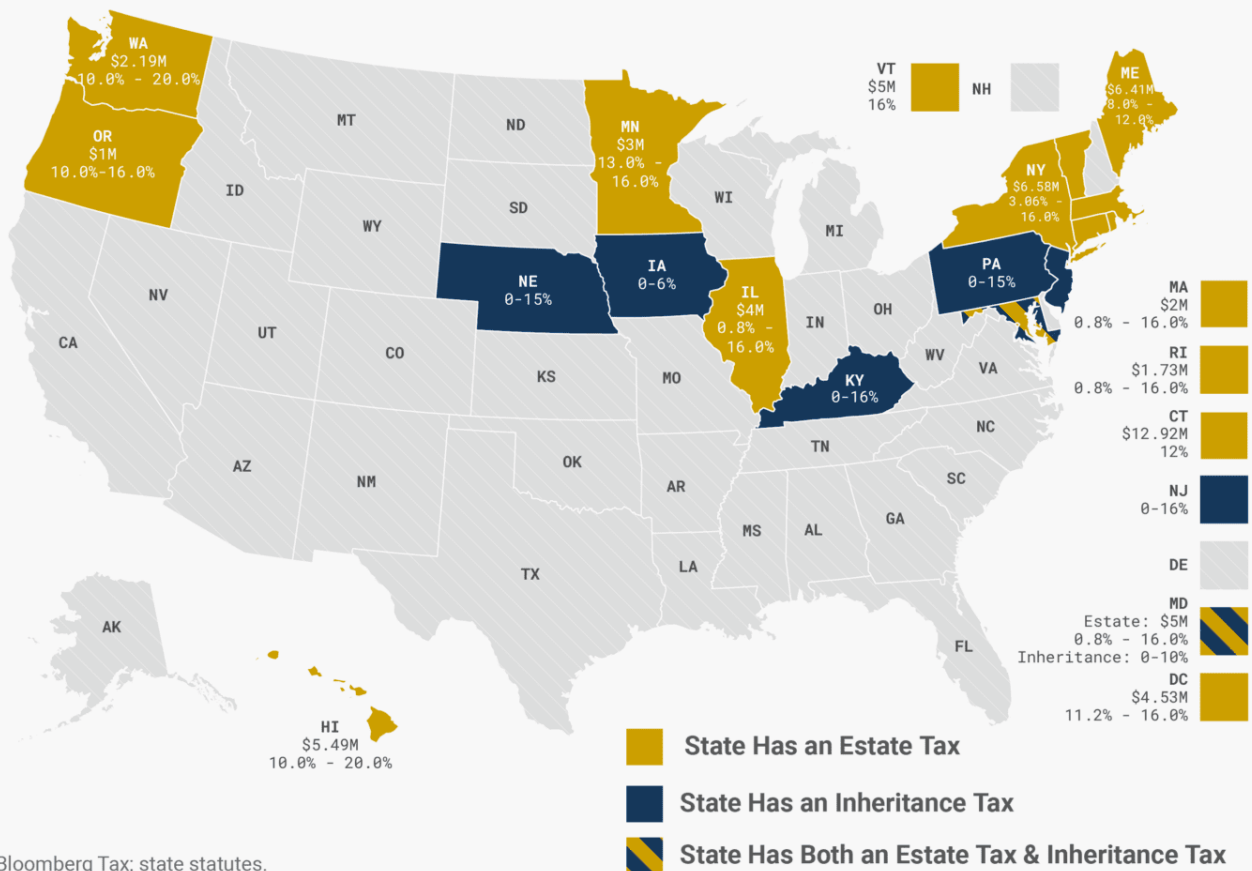 WA
$2.19M
10.0% - 20.0%
OR
$1M
10.0%-16.0%
MT
ID
WY
NV
CA
UT
CO
AZ
NM
ND
SD
MN
$3M
13.0% -
16.0%
NE
0-15%
IA
0-6%
KS
MO
OK
AR
TX
LA
WI
IL
$4M
0.8% -
16.0%
MI
IN
OH
KY
0-16%
WV
VA
TN
NC
SC
MS
AL
GA
FL
PA
0-15%
NY
$6.58M
3.06% -
16.0%
VT
$5M
16%
NH
ME
$6.41M
8.0% -
12.0%
MA
$2M
0.8% - 16.0%
RI
$1.73M
0.8% - 16.0%
CT
$12.92M
12%
NJ
0-16%
DE
MD
Estate: $5M
0.8% - 16.0%
Inheritance: 0-10%
DC
$4.53M
11.2% - 16.0%
AK
HI
$5.49M
10.0% - 20.0%
State Has an Estate Tax
State Has an Inheritance Tax
State Has Both an Estate Tax & Inheritance Tax
Bloomberg Tax; state statutes.